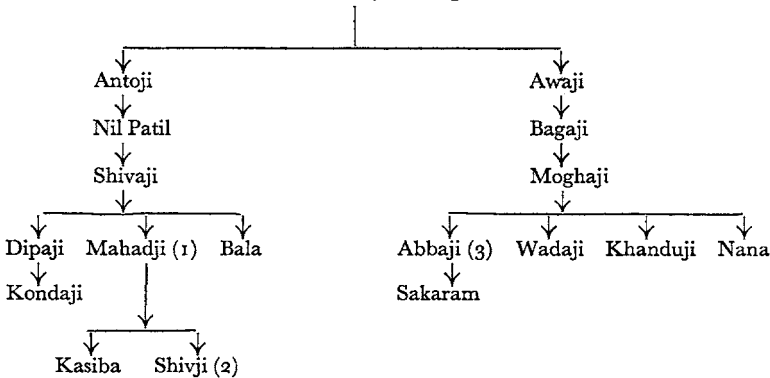 Antoji Awaji
Nil Patil Bagaji
Shivaji Moghaji
Dipaji Mahadji (1) Bala Abbaji (3) Wadaji Khanduji Nana
Kondaji Sakaram
Kasiba Shivji (2)